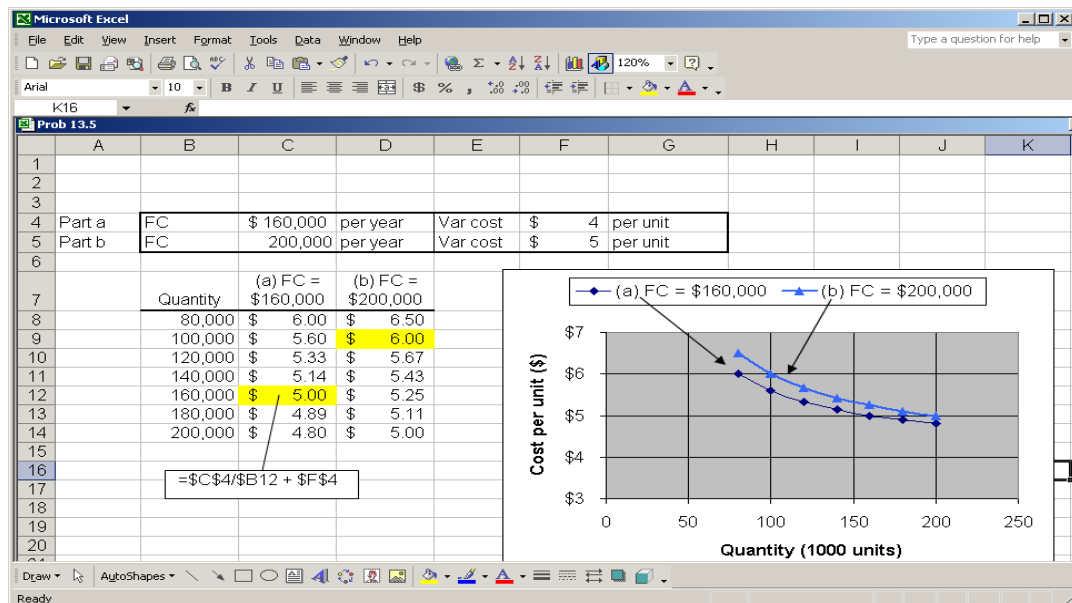 Microsoft Excel
File Edit View Insert Format Tools Data Window Help
Type a question for help
120%
Arial 10 B I U $ % ,
K16 fx
Prob 13.5
A B C D E F G H I J K
1
2
3
4 Part a FC $ 160,000 per year Var cost $ 4 per unit
5 Part b FC 200,000 per year Var cost $ 5 per unit
6
(a) FC = (b) FC =
7 Quantity $160,000 $200,000
8 80,000 $ 6.00 $ 6.50
9 100,000 $ 5.60 $ 6.00
10 120,000 $ 5.33 $ 5.67
11 140,000 $ 5.14 $ 5.43
12 160,000 $ 5.00 $ 5.25
13 180,000 $ 4.89 $ 5.11
14 200,000 $ 4.80 $ 5.00
15
16
17
18
19
20
=$C$4/$B12 + $F$4
(a) FC = $160,000 (b) FC = $200,000
Cost per unit ($)
$7
$6
$5
$4
$3
0 50 100 150 200 250
Quantity (1000 units)
Draw AutoShapes
Ready